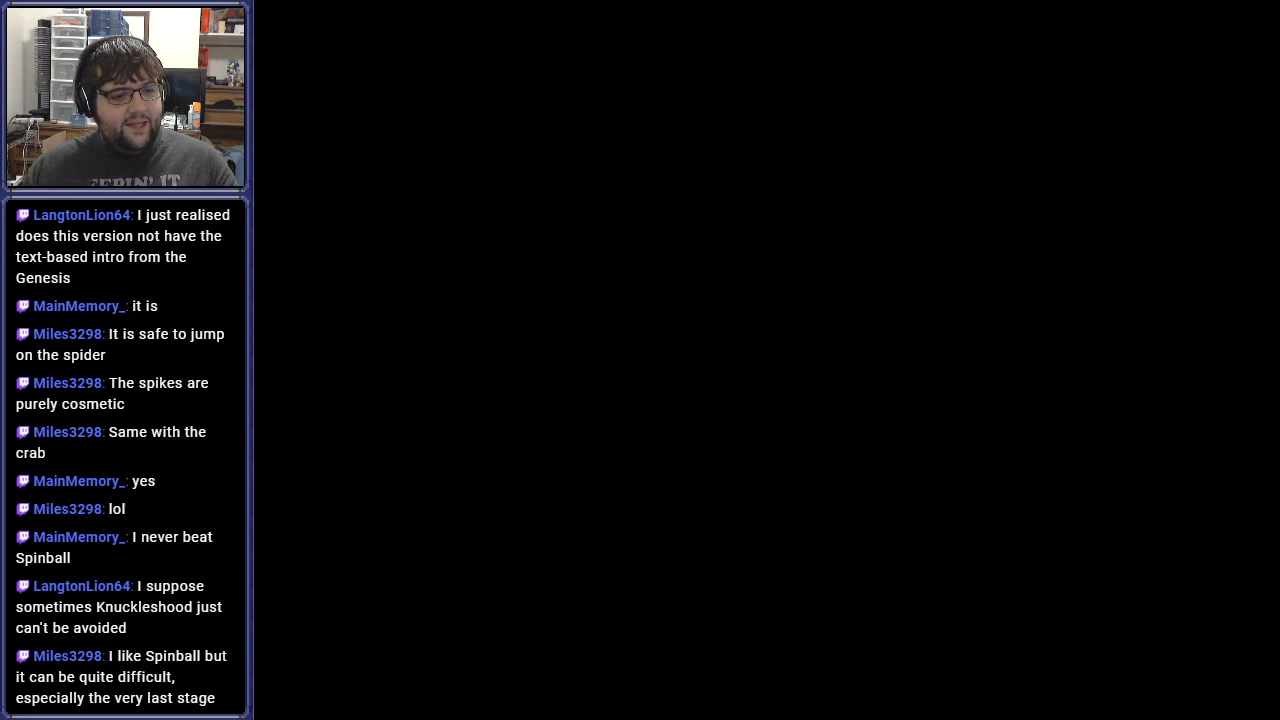 EEPIN' IT
LangtonLion64: I just realised
does this version not have the
text-based intro from the
Genesis
MainMemory_: it is
Miles3298: It is safe to jump
on the spider
Miles3298: The spikes are
purely cosmetic
Miles3298: Same with the
crab
MainMemory_: yes
Miles3298: lol
MainMemory_: I never beat
Spinball
LangtonLion64: I suppose
sometimes Knuckleshood just
can't be avoided
Miles3298: I like Spinball but
it can be quite difficult,
especially the very last stage